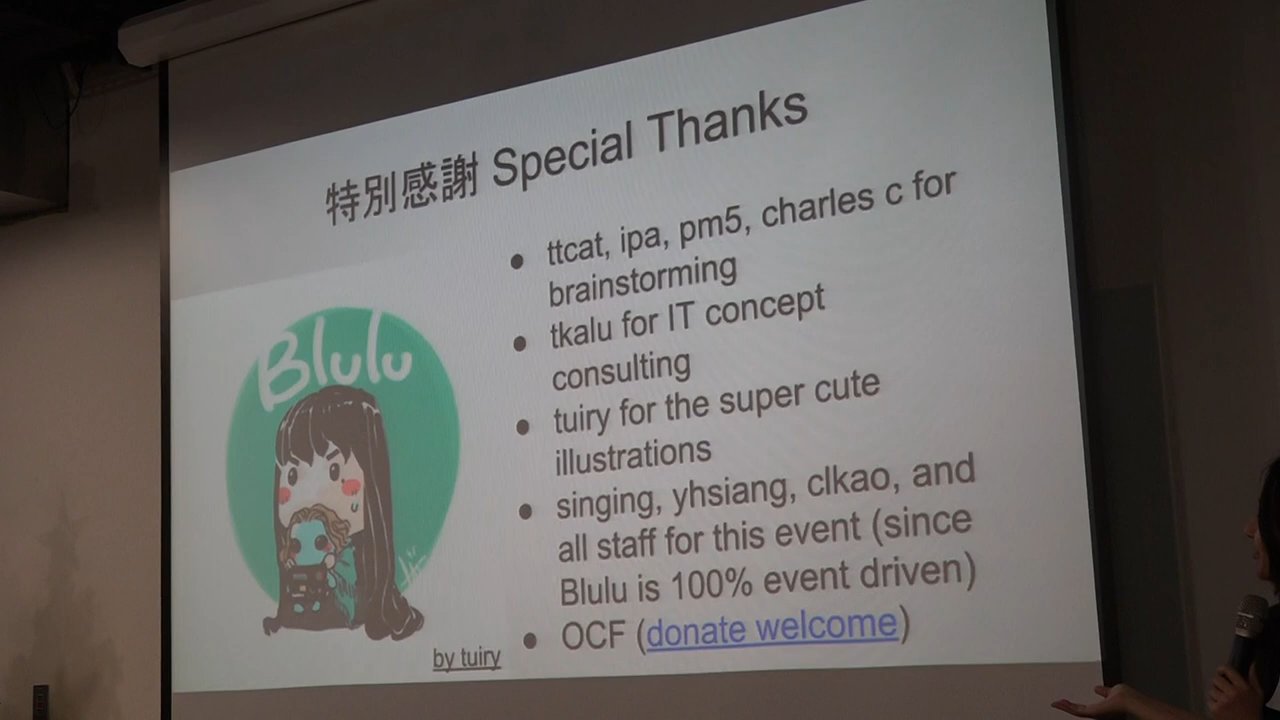 特別感謝 Special Thanks
Blulu
by tuiry
● ttcat, ipa, pm5, charles c for
brainstorming
● tkalu for IT concept
consulting
● tuiry for the super cute
illustrations
● singing, yhsiang, clkao, and
all staff for this event (since
Blulu is 100% event driven)
● OCF (donate welcome)